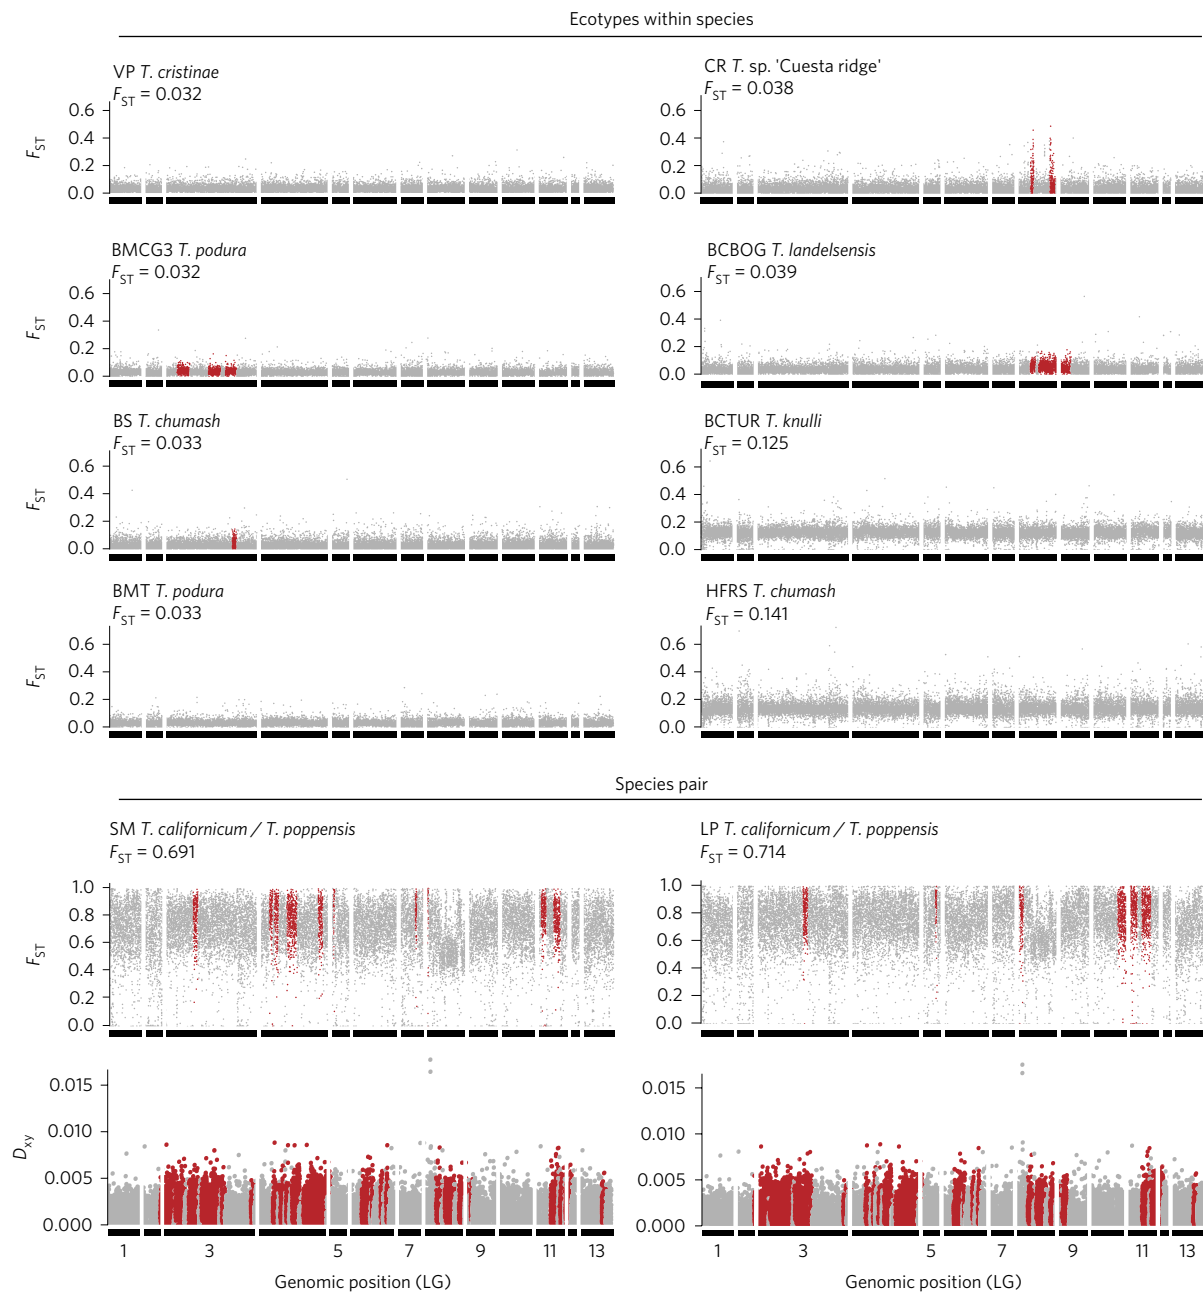 Ecotypes within species
VP T. cristinae
FST = 0.032
0.6
0.4
0.2
0.0
FST
CR T. sp. 'Cuesta ridge'
FST = 0.038
0.6
0.4
0.2
0.0
BMCG3 T. podura
FST = 0.032
0.6
0.4
0.2
0.0
FST
BCBOG T. landelsensis
FST = 0.039
0.6
0.4
0.2
0.0
BS T. chumash
FST = 0.033
0.6
0.4
0.2
0.0
FST
BCTUR T. knulli
FST = 0.125
0.6
0.4
0.2
0.0
BMT T. podura
FST = 0.033
0.6
0.4
0.2
0.0
FST
HFRS T. chumash
FST = 0.141
0.6
0.4
0.2
0.0
Species pair
SM T. californicum / T. poppensis
FST = 0.691
1.0
0.8
0.6
0.4
0.2
0.0
FST
LP T. californicum / T. poppensis
FST = 0.714
1.0
0.8
0.6
0.4
0.2
0.0
0.015
0.010
0.005
0.000
Dxy
1 3 5 7 9 11 13
Genomic position (LG)
0.015
0.010
0.005
0.000
1 3 5 7 9 11 13
Genomic position (LG)